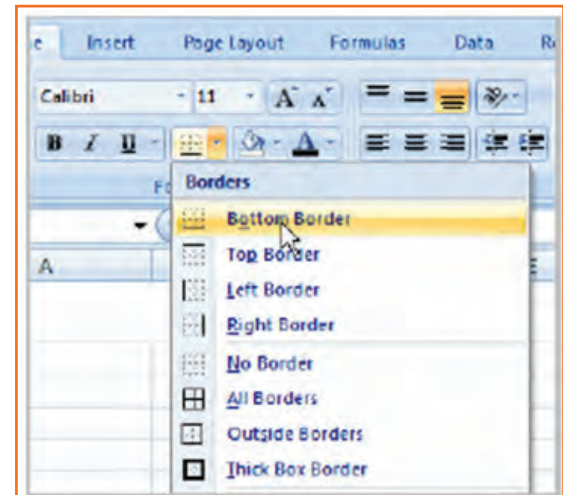 e Insert Page Layout Formulas Data R
Calibri 11 A A
B I U A
Fo
Borders
Bottom Border
Top Border
A E
Left Border
Right Border
No Border
All Borders
Outside Borders
Thick Box Border